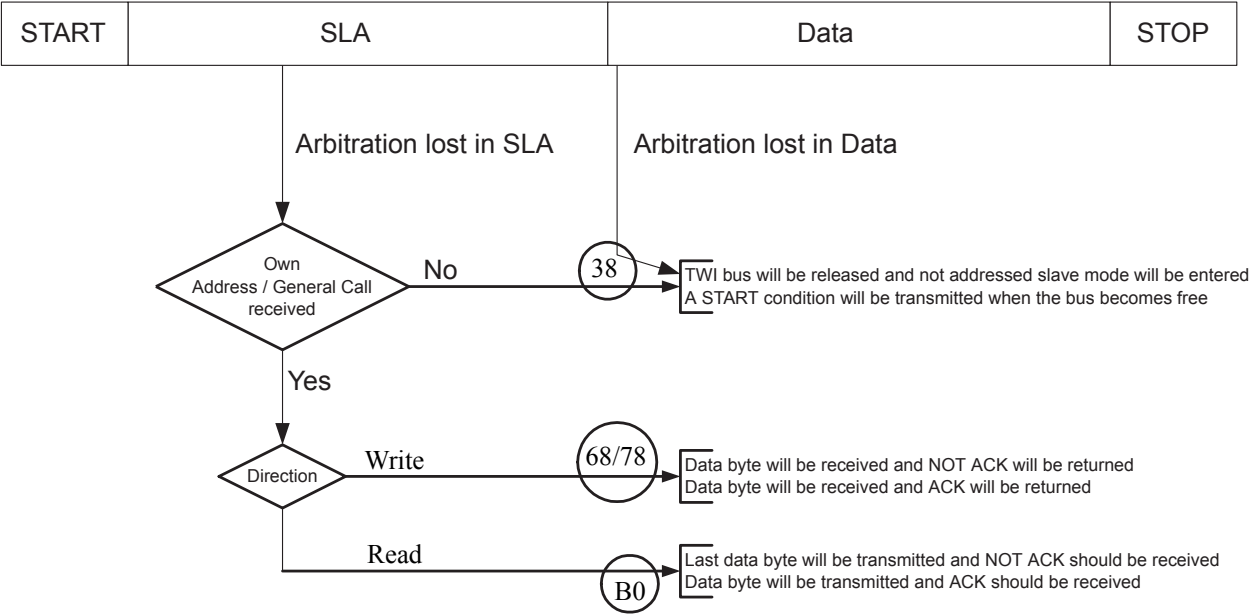 START SLA Data STOP
Arbitration lost in SLA
Arbitration lost in Data
Own
Address / General Call
received
No
38
TWI bus will be released and not addressed slave mode will be entered
A START condition will be transmitted when the bus becomes free
Yes
Direction
Write
68/78
Data byte will be received and NOT ACK will be returned
Data byte will be received and ACK will be returned
Read
B0
Last data byte will be transmitted and NOT ACK should be received
Data byte will be transmitted and ACK should be received